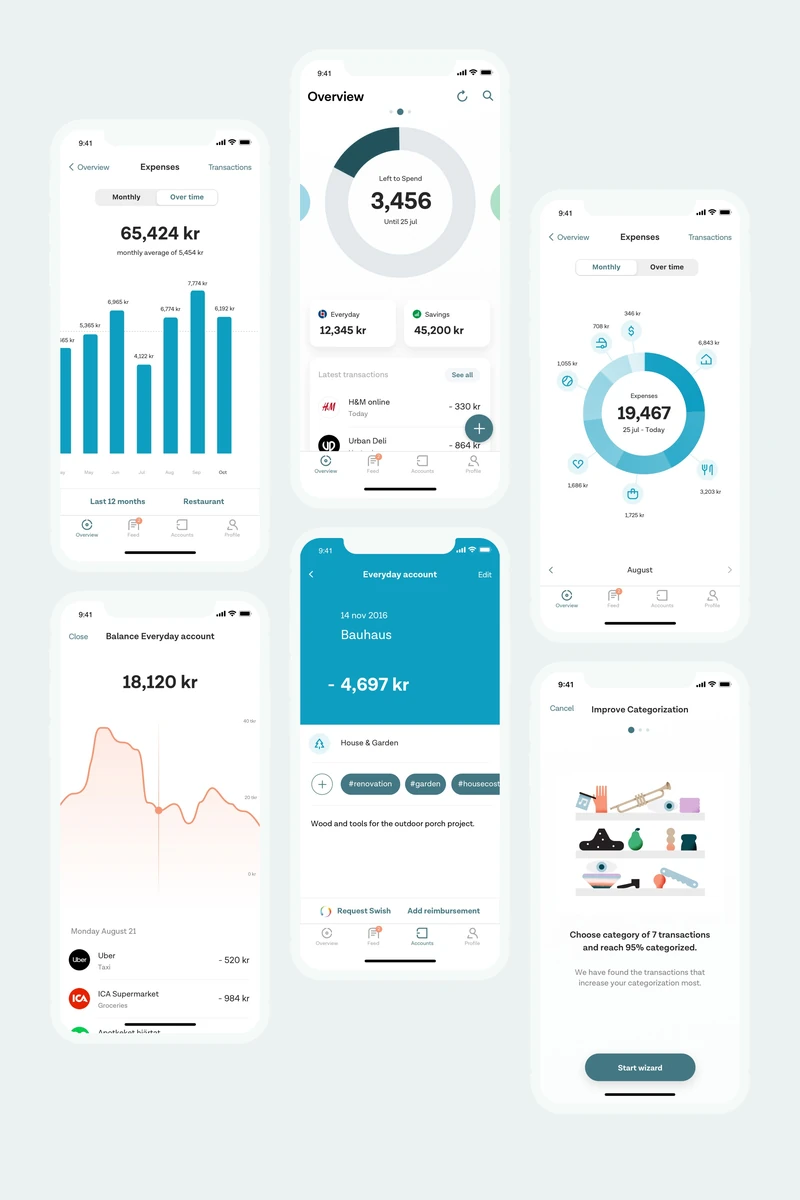 9:41
Overview
Left to Spend
3,456
Until 25 jul
Everyday
12,345 kr
Savings
45,200 kr
Latest transactions
See all
H&M
H&M online
Today
- 330 kr
Urban Deli
- 864 kr
Overview
Feed
Accounts
Profile
9:41
Overview
Expenses
Transactions
Monthly
Over time
65,424 kr
monthly average of 5,454 kr
7,774 kr
6,965 kr
6,774 kr
6,192 kr
5,365 kr
4,122 kr
May
Jun
Jul
Aug
Sep
Oct
Last 12 months
Restaurant
Overview
Feed
Accounts
Profile
9:41
Overview
Expenses
Transactions
Monthly
Over time
346 kr
708 kr
6,843 kr
1,055 kr
Expenses
19,467
25 jul - Today
1,686 kr
3,203 kr
1,725 kr
August
Overview
Feed
Accounts
Profile
9:41
Everyday account
Edit
14 nov 2016
Bauhaus
- 4,697 kr
House & Garden
#renovation
#garden
#housecost
Wood and tools for the outdoor porch project.
Request Swish
Add reimbursement
Overview
Feed
Accounts
Profile
9:41
Close
Balance Everyday account
18,120 kr
40 tkr
20 tkr
0 kr
Monday August 21
Uber
Uber
Taxi
- 520 kr
ICA
ICA Supermarket
Groceries
- 984 kr
9:41
Cancel
Improve Categorization
Choose category of 7 transactions
and reach 95% categorized.
We have found the transactions that
increase your categorization most.
Start wizard